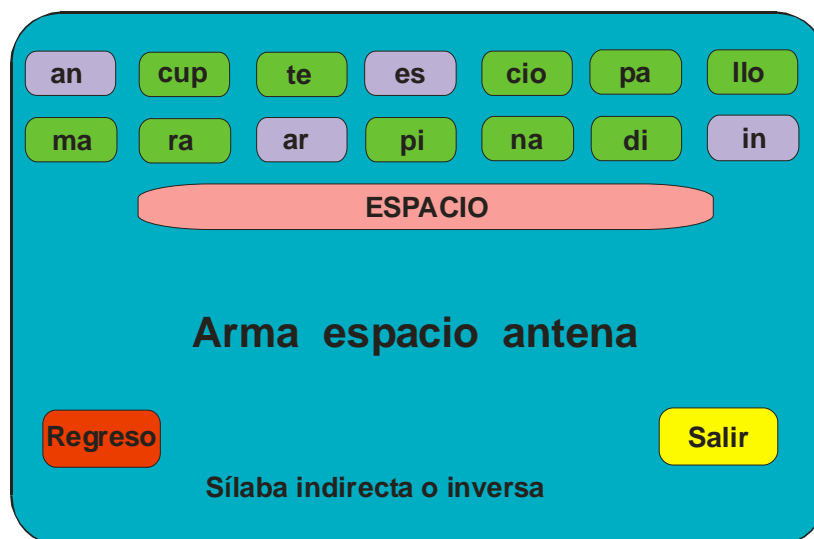 an cup te es cio pa llo
ma ra ar pi na di in
ESPACIO
Arma espacio antena
Regreso Salir
Sílaba indirecta o inversa